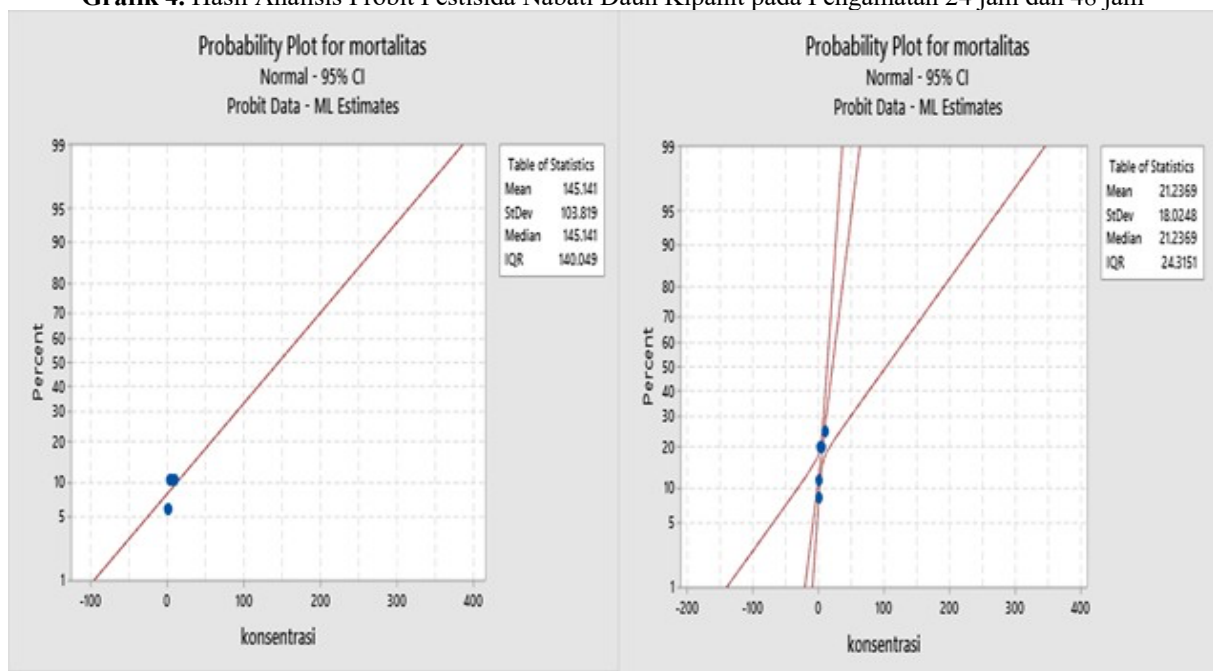 Grafik 4. Hasil Analisis Probit Pestisida Nabati Daun Kipahit pada Pengamatan 24 jam dan 48 jam
Probability Plot for mortalitas
Normal - 95% CI
Probit Data - ML Estimates
99
95
90
80
70
60
50
40
30
20
10
5
1
Percent
-100 0 100 200 300 400
konsentrasi
Table of Statistics
Mean 145.141
StDev 103.819
Median 145.141
IQR 140.049
Probability Plot for mortalitas
Normal - 95% CI
Probit Data - ML Estimates
99
95
90
80
70
60
50
40
30
20
10
5
1
Percent
-200 -100 0 100 200 300 400
konsentrasi
Table of Statistics
Mean 21.2369
StDev 18.0248
Median 21.2369
IQR 24.3151